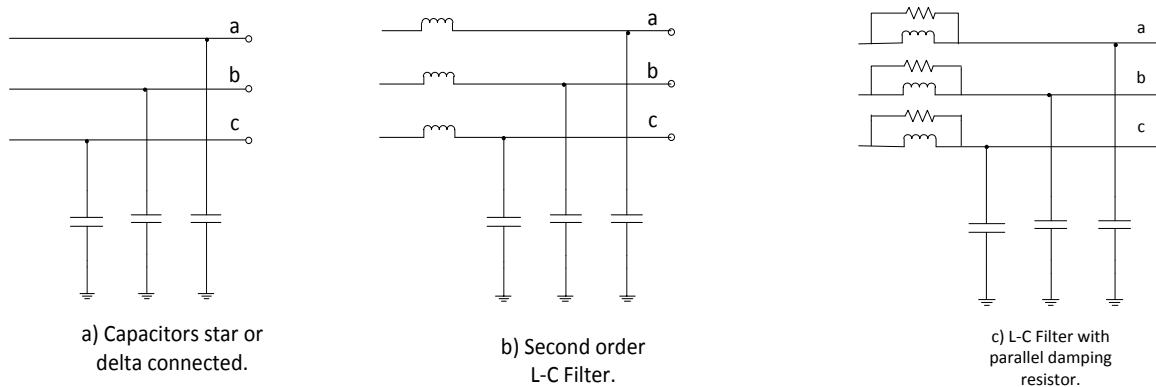 a
b
c
a) Capacitors star or
delta connected.
a
b
c
b) Second order
L-C Filter.
a
b
c
c) L-C Filter with
parallel damping
resistor.